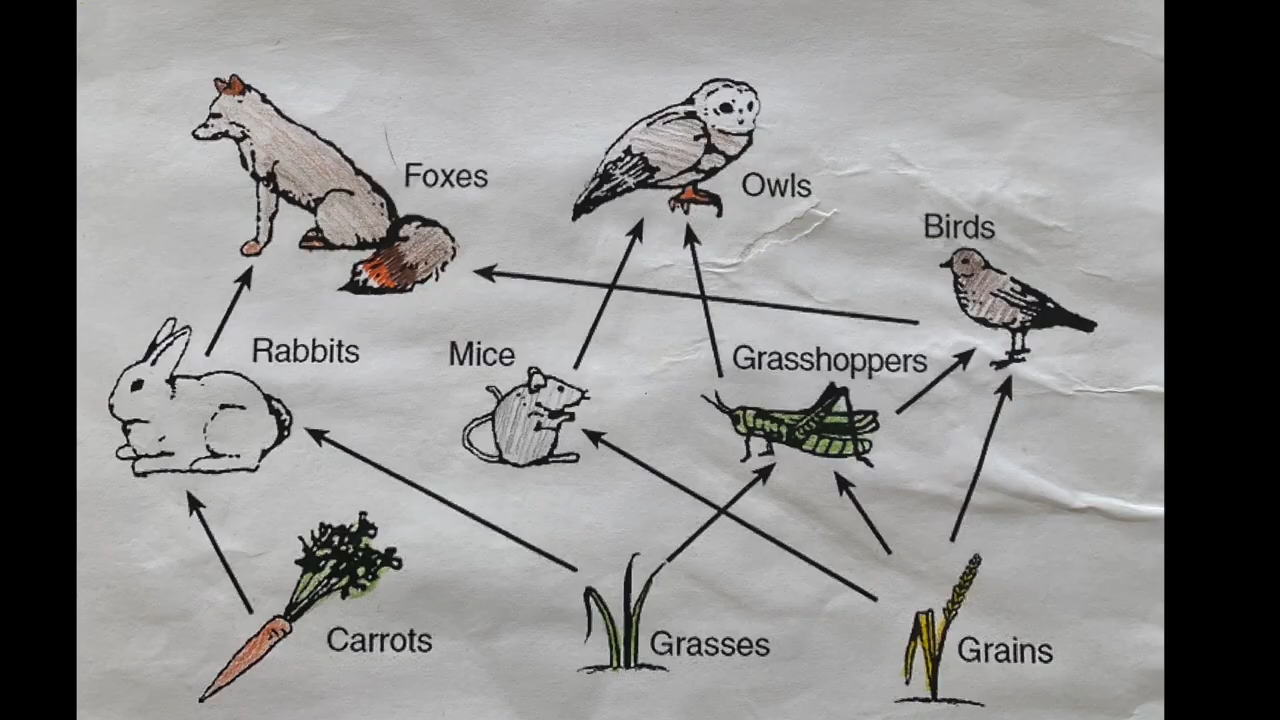 Foxes
Owls
Birds
Rabbits
Mice
Grasshoppers
Carrots
Grasses
Grains